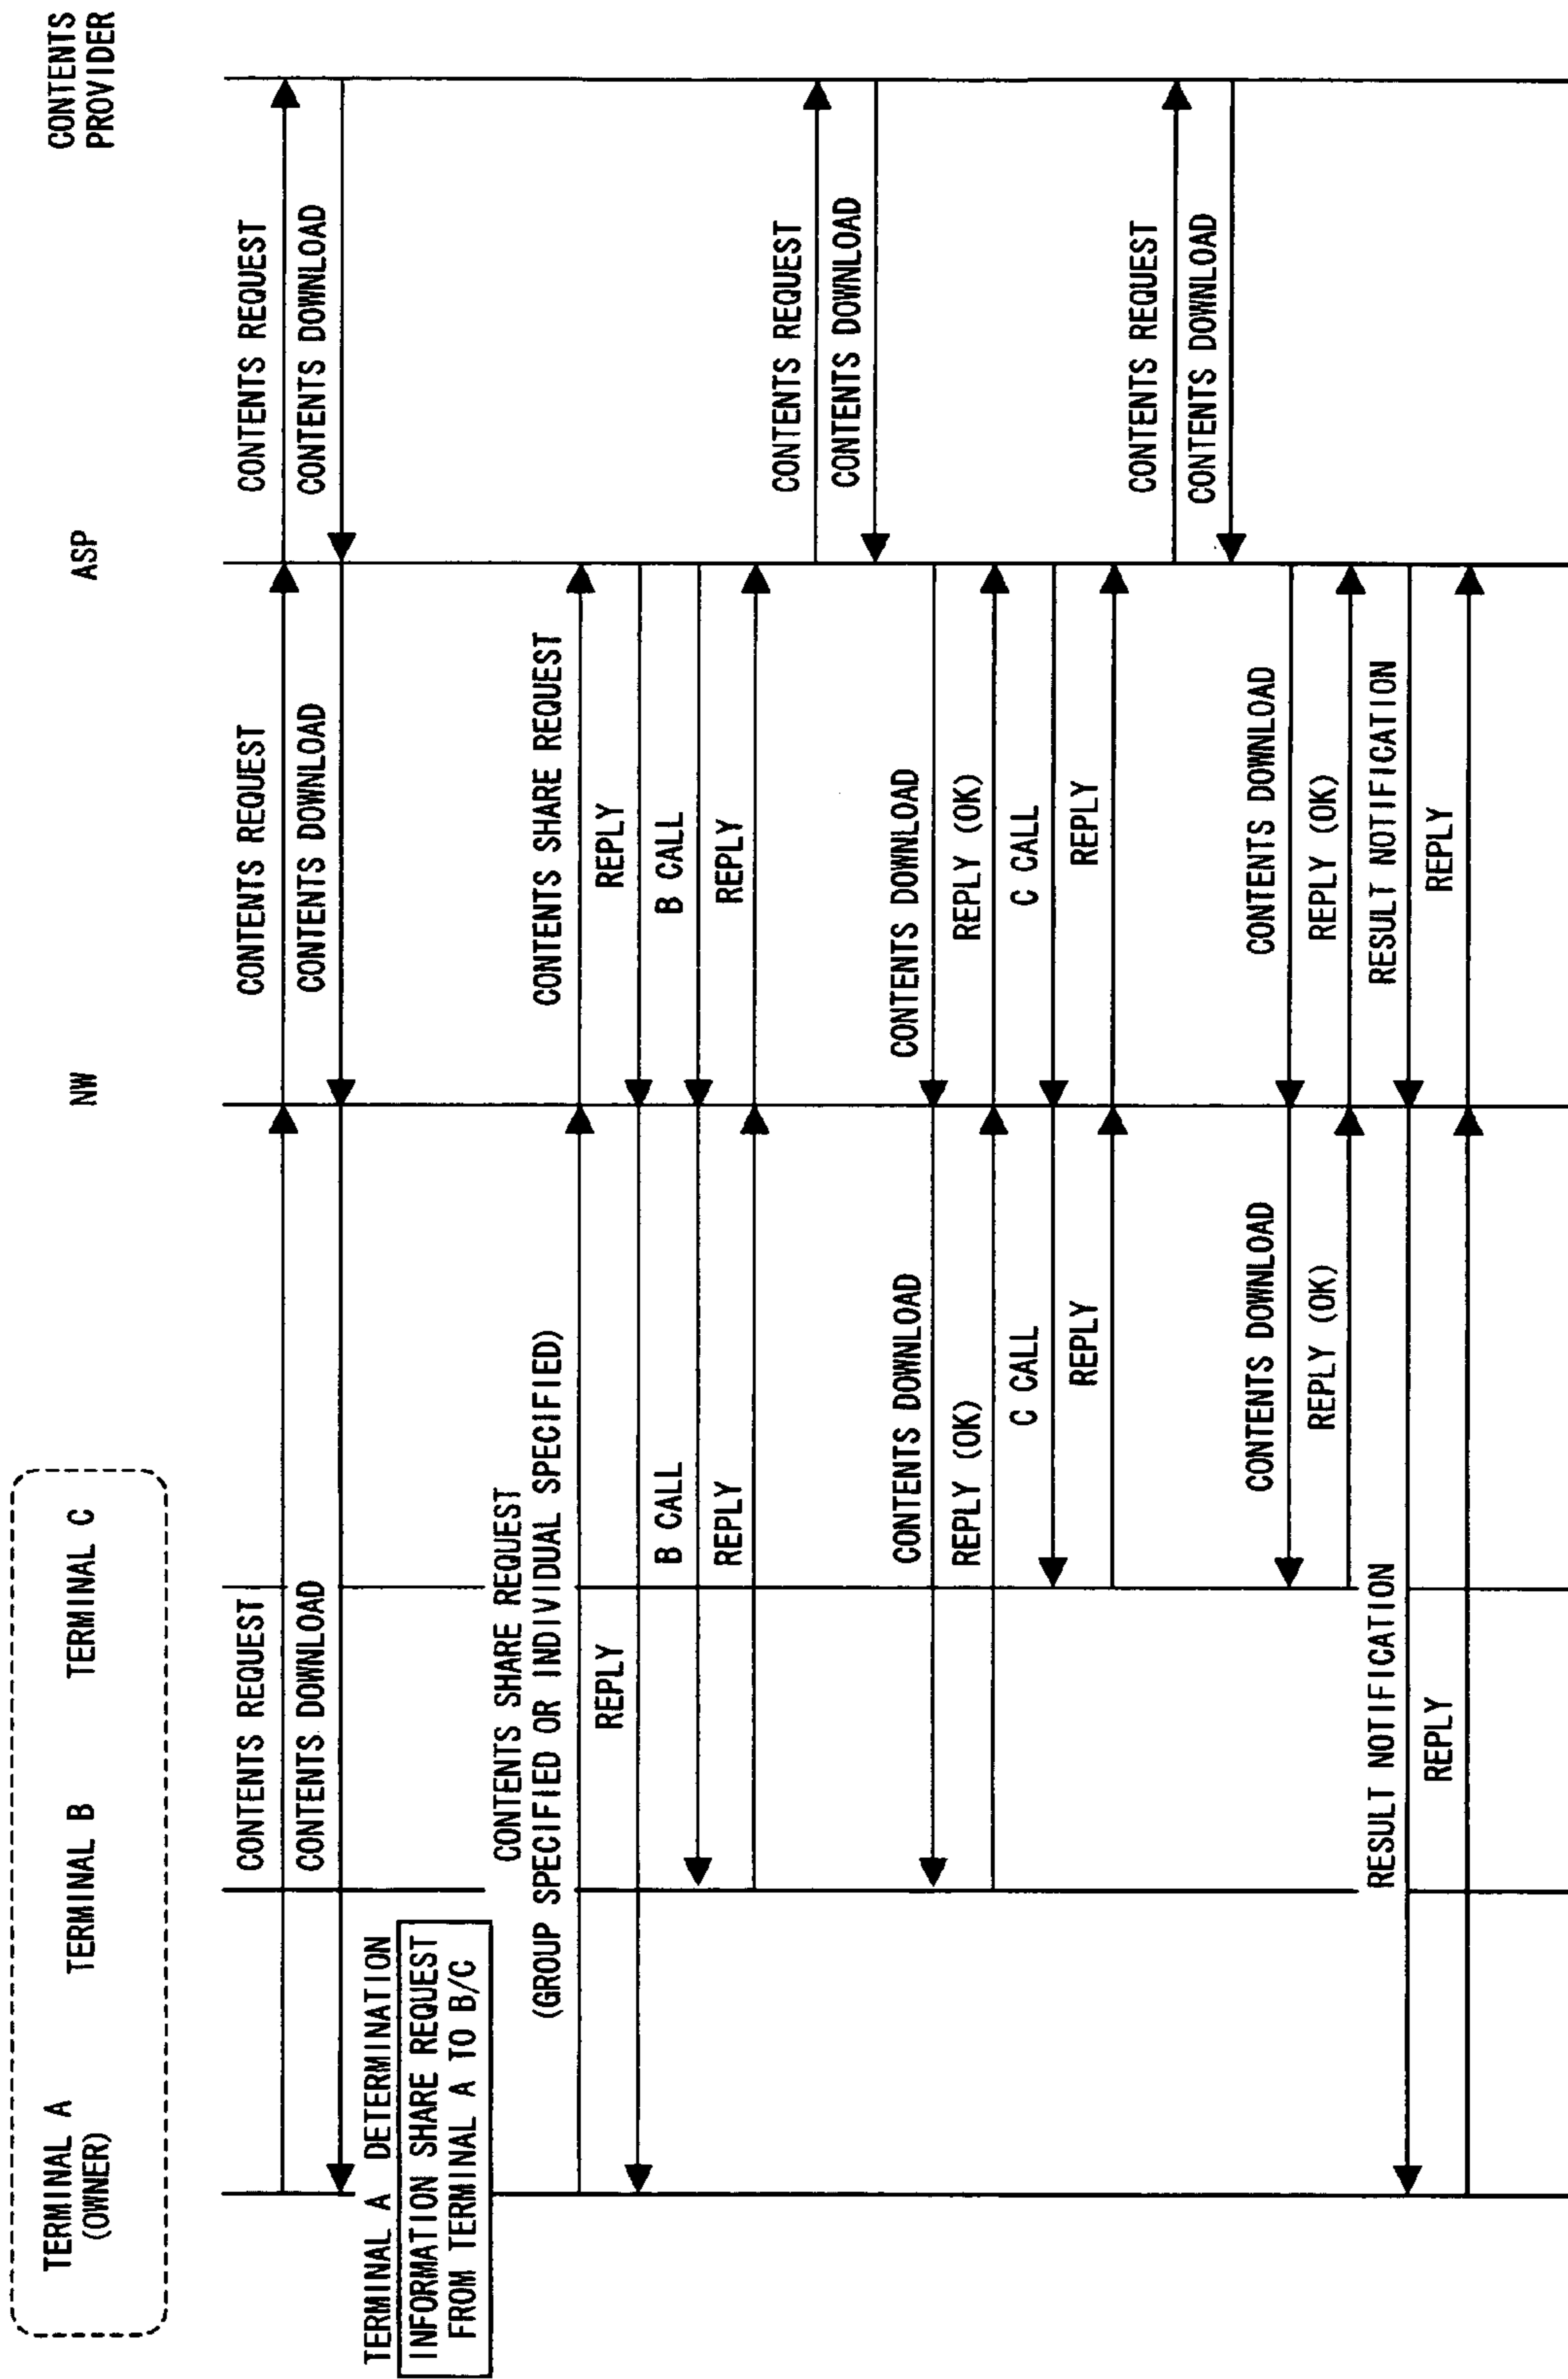 TERMINAL A
(OWNER)
TERMINAL B
TERMINAL C
NW
ASP
CONTENTS
PROVIDER
CONTENTS REQUEST
CONTENTS REQUEST
CONTENTS REQUEST
CONTENTS DOWNLOAD
CONTENTS DOWNLOAD
CONTENTS DOWNLOAD
TERMINAL A DETERMINATION
INFORMATION SHARE REQUEST
FROM TERMINAL A TO B/C
CONTENTS SHARE REQUEST
(GROUP SPECIFIED OR INDIVIDUAL SPECIFIED)
CONTENTS SHARE REQUEST
REPLY
REPLY
B CALL
B CALL
REPLY
REPLY
CONTENTS REQUEST
CONTENTS DOWNLOAD
CONTENTS DOWNLOAD
CONTENTS DOWNLOAD
REPLY (OK)
REPLY (OK)
C CALL
C CALL
REPLY
REPLY
CONTENTS REQUEST
CONTENTS DOWNLOAD
CONTENTS DOWNLOAD
CONTENTS DOWNLOAD
REPLY (OK)
REPLY (OK)
RESULT NOTIFICATION
RESULT NOTIFICATION
REPLY
REPLY